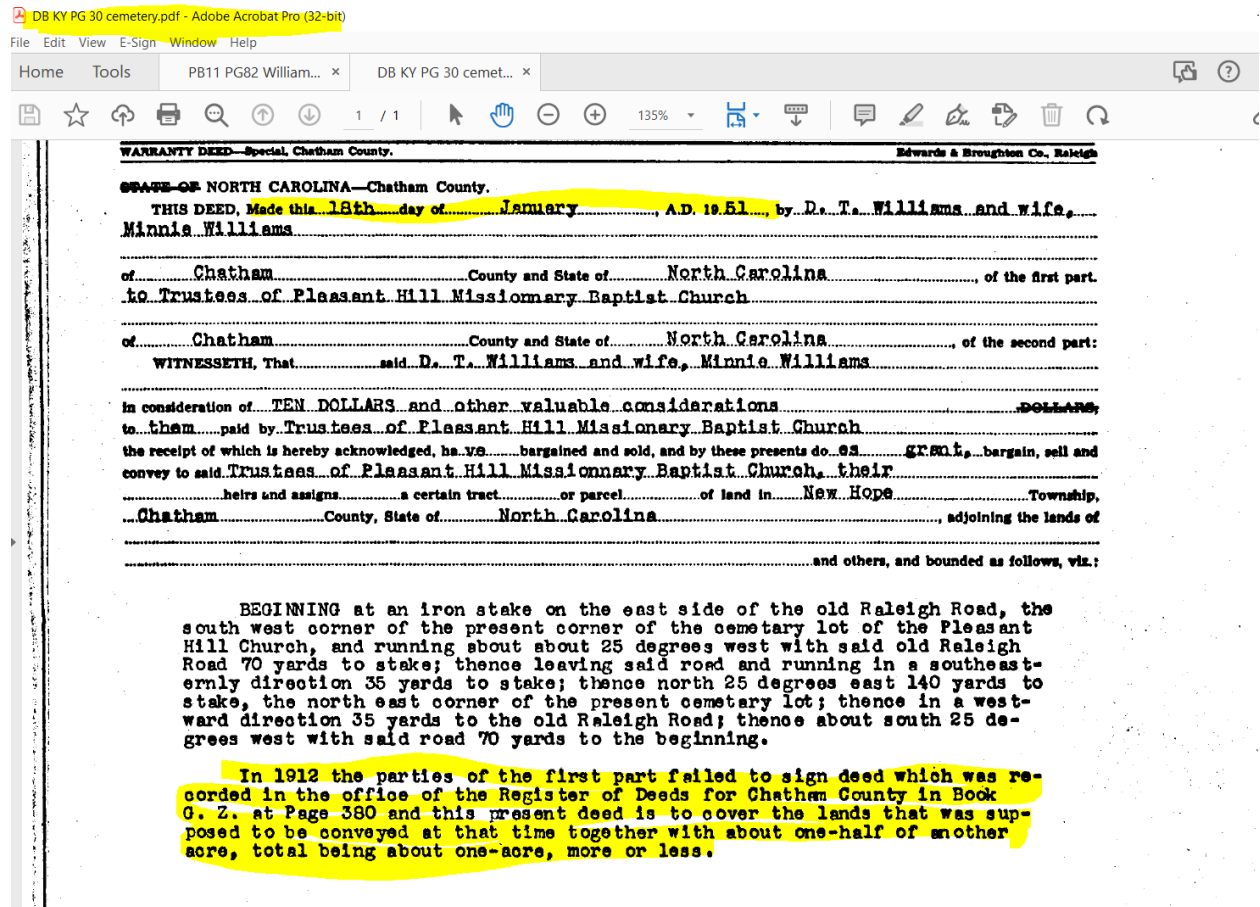 DB KY PG 30 cemetery.pdf - Adobe Acrobat Pro (32-bit)
File Edit View E-Sign Window Help
Home Tools PB11 PG82 William... × DB KY PG 30 cemet... ×
1 / 1 135%
WARRANTY DEED—Special, Chatham County. Edwards & Broughton Co., Raleigh
STATE OF NORTH CAROLINA—Chatham County.
THIS DEED, Made this 18th day of January, A.D. 1951, by D. T. Williams and wife,
Minnie Williams
of Chatham County and State of North Carolina, of the first part.
to Trustees of Pleasant Hill Missionary Baptist Church
of Chatham County and State of North Carolina, of the second part:
WITNESSETH, That said D. T. Williams and wife, Minnie Williams
in consideration of TEN DOLLARS and other valuable considerations DOLLARS,
to them paid by Trustees of Pleasant Hill Missionary Baptist Church
the receipt of which is hereby acknowledged, ha ve bargained and sold, and by these presents do es grant, bargain, sell and
convey to said Trustees of Pleasant Hill Missionnary Baptist Church, their
heirs and assigns a certain tract or parcel of land in New Hope Township,
Chatham County, State of North Carolina, adjoining the lands of
and others, and bounded as follows, viz.:
BEGINNING at an iron stake on the east side of the old Raleigh Road, the
south west corner of the present corner of the cemetary lot of the Pleasant
Hill Church, and running about about 25 degrees west with said old Raleigh
Road 70 yards to stake; thence leaving said road and running in a southeast-
ernly direction 35 yards to stake; thence north 25 degrees east 140 yards to
stake, the north east corner of the present cemetary lot; thence in a west-
ward direction 35 yards to the old Raleigh Road; thence about south 25 de-
grees west with said road 70 yards to the beginning.
In 1912 the parties of the first part failed to sign deed which was re-
corded in the office of the Register of Deeds for Chatham County in Book
G. Z. at Page 380 and this present deed is to cover the lands that was sup-
posed to be conveyed at that time together with about one-half of another
acre, total being about one-acre, more or less.